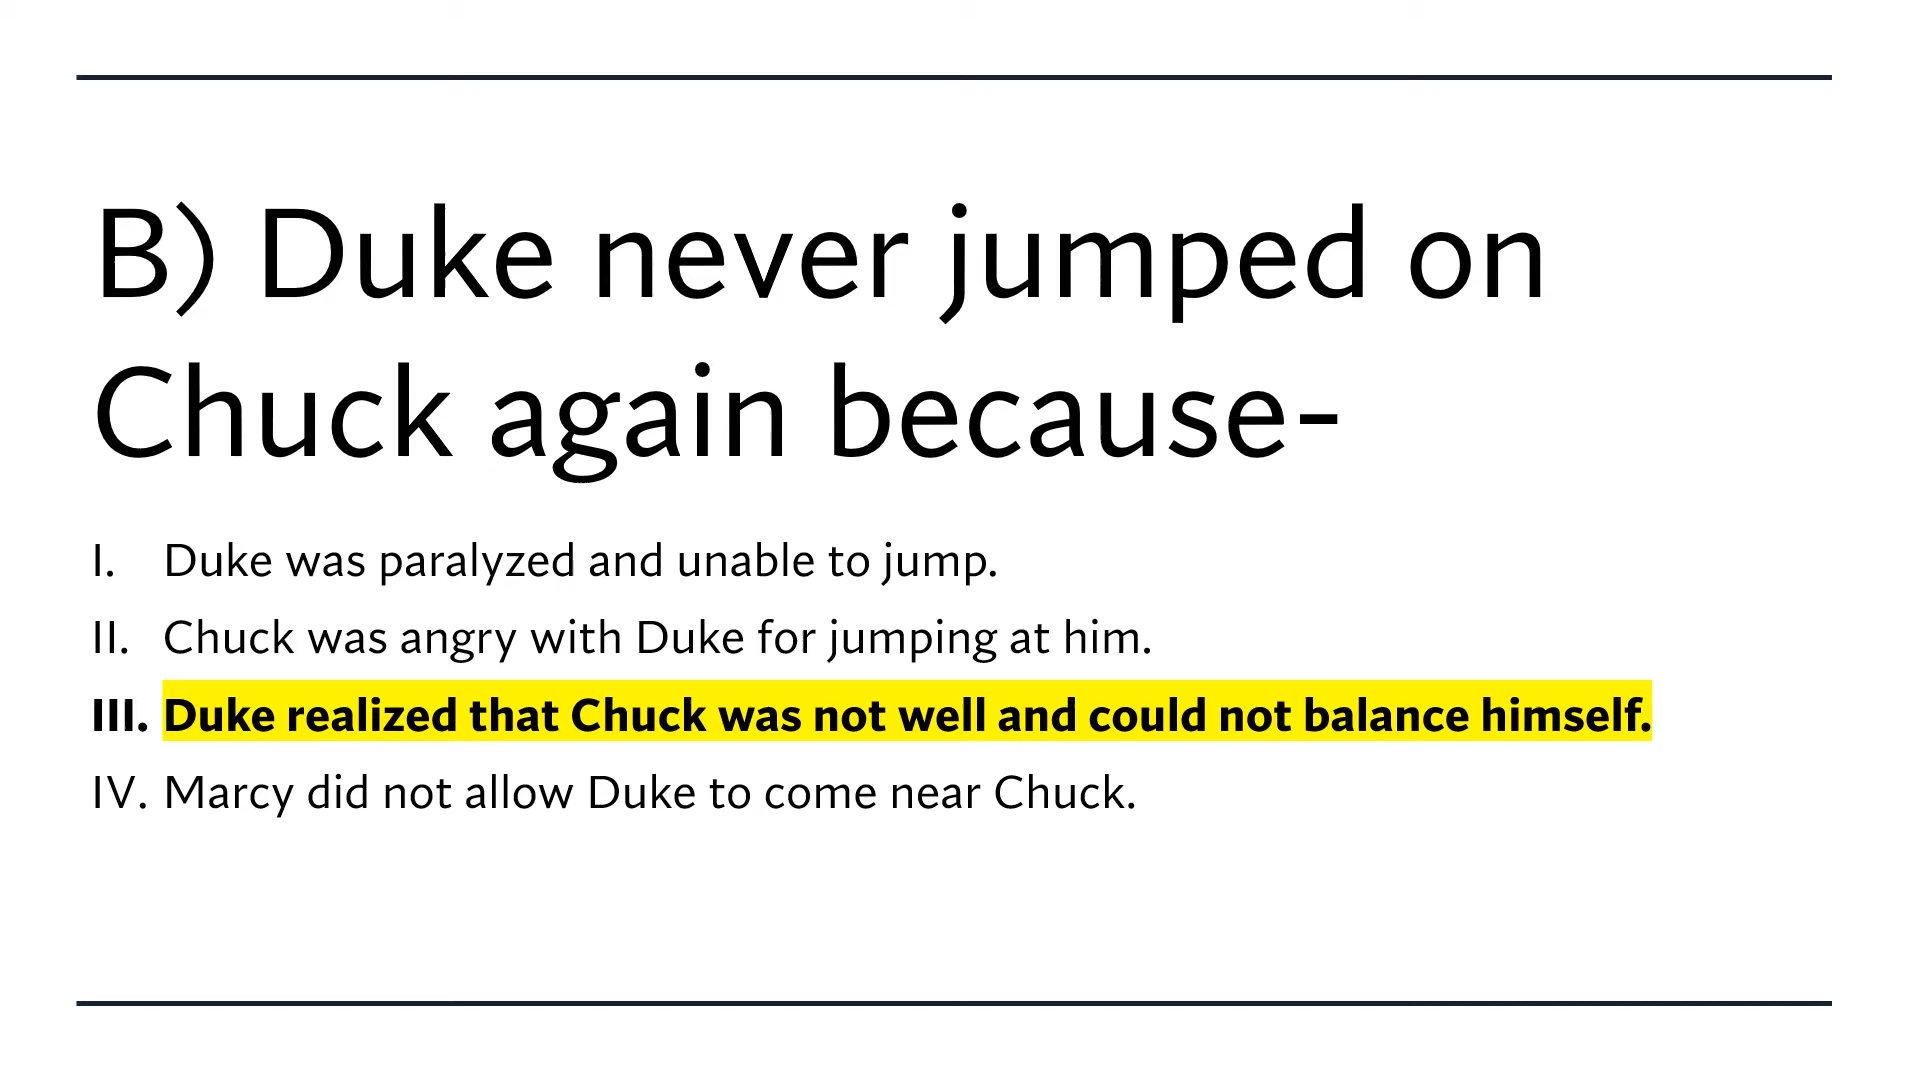 B) Duke never jumped on
Chuck again because-
I. Duke was paralyzed and unable to jump.
II. Chuck was angry with Duke for jumping at him.
III. Duke realized that Chuck was not well and could not balance himself.
IV. Marcy did not allow Duke to come near Chuck.